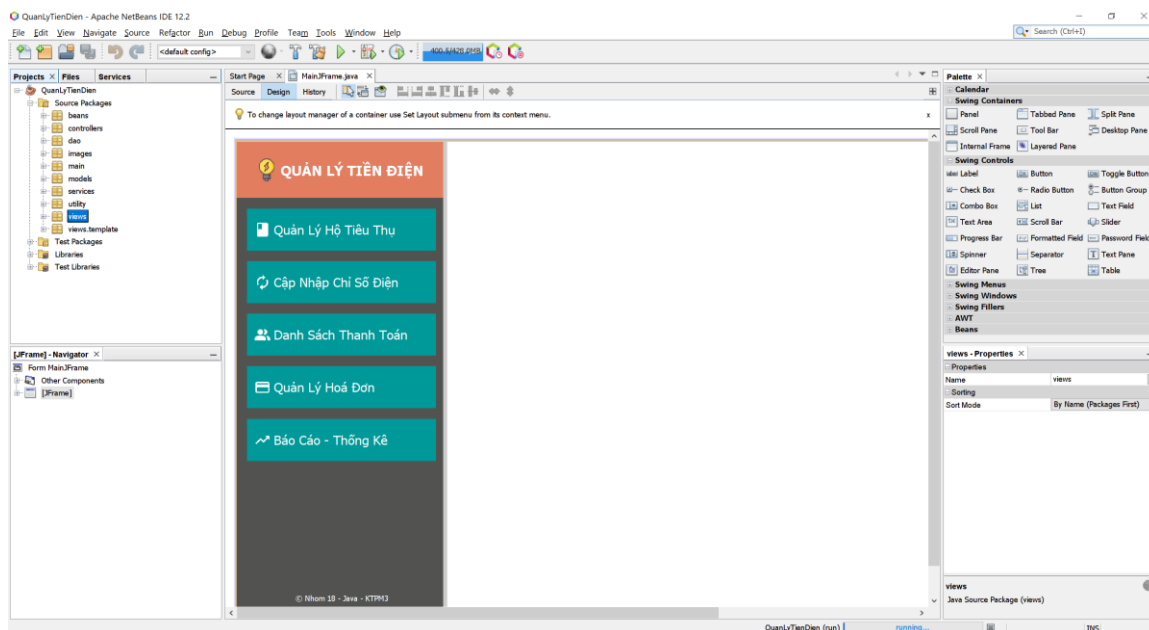 QuanLyTienDien - Apache NetBeans IDE 12.2
File Edit View Navigate Source Refactor Run Debug Profile Team Tools Window Help
Search (Ctrl+I)
<default config>
400.5/428.0MB
Projects Files Services
QuanLyTienDien
Source Packages
beans
controllers
dao
images
main
models
services
utility
views
views.template
Test Packages
Libraries
Test Libraries
[JFrame] - Navigator
Form MainJFrame
Other Components
[JFrame]
Start Page MainJFrame.java
Source Design History
To change layout manager of a container use Set Layout submenu from its context menu.
QUẢN LÝ TIỀN ĐIỆN
Quản Lý Hộ Tiêu Thụ
Cập Nhập Chỉ Số Điện
Danh Sách Thanh Toán
Quản Lý Hoá Đơn
Báo Cáo - Thống Kê
© Nhom 18 - Java - KTPM3
Palette
Calendar
Swing Containers
Panel Tabbed Pane Split Pane
Scroll Pane Tool Bar Desktop Pane
Internal Frame Layered Pane
Swing Controls
Label Button Toggle Button
Check Box Radio Button Button Group
Combo Box List Text Field
Text Area Scroll Bar Slider
Progress Bar Formatted Field Password Field
Spinner Separator Text Pane
Editor Pane Tree Table
Swing Menus
Swing Windows
Swing Fillers
AWT
Beans
views - Properties
Properties
Name views
Sorting
Sort Mode By Name (Packages First)
views
Java Source Package (views)
QuanLyTienDien (run) running... INS